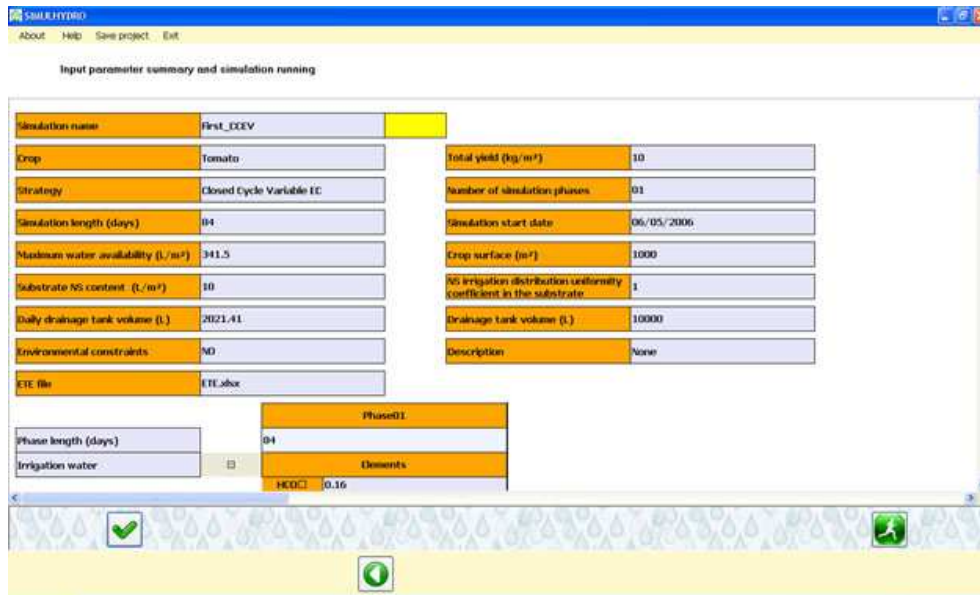 SIMULHYDRO
About Help Save project Exit
Input parameter summary and simulation running
Simulation name First_CCEV
Crop Tomato Total yield (kg/m²) 10
Strategy Closed Cycle Variable EC Number of simulation phases 01
Simulation length (days) 84 Simulation start date 06/05/2006
Maximum water availability (L/m²) 341.5 Crop surface (m²) 1000
Substrate NS content (L/m²) 10 NS irrigation distribution uniformity
coefficient in the substrate 1
Daily drainage tank volume (L) 2021.41 Drainage tank volume (L) 10000
Environmental constraints NO Description None
ETE file ETE.xlsx
Phase01
Phase length (days) 84
Irrigation water Elements
HCO□ 0.16